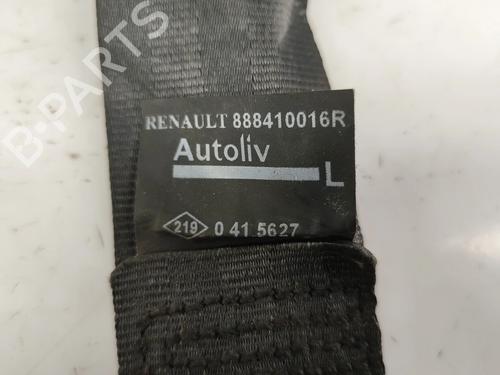 B-PARTS
RENAULT 888410016R
Autoliv
L
219 0 41 5627